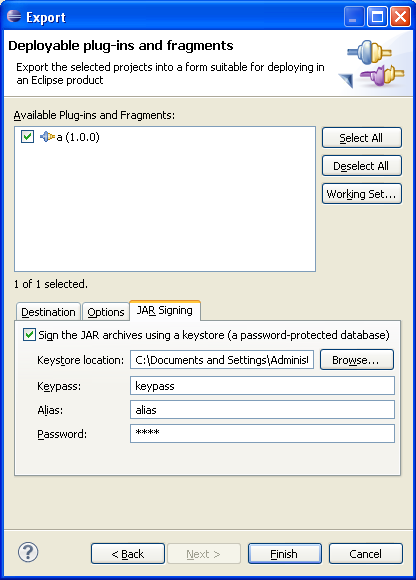 Export
Deployable plug-ins and fragments
Export the selected projects into a form suitable for deploying in
an Eclipse product
Available Plug-ins and Fragments:
a (1.0.0)
Select All
Deselect All
Working Set...
1 of 1 selected.
Destination Options JAR Signing
Sign the JAR archives using a keystore (a password-protected database)
Keystore location: C:\Documents and Settings\Adminis Browse...
Keypass: keypass
Alias: alias
Password: ****
? < Back Next > Finish Cancel